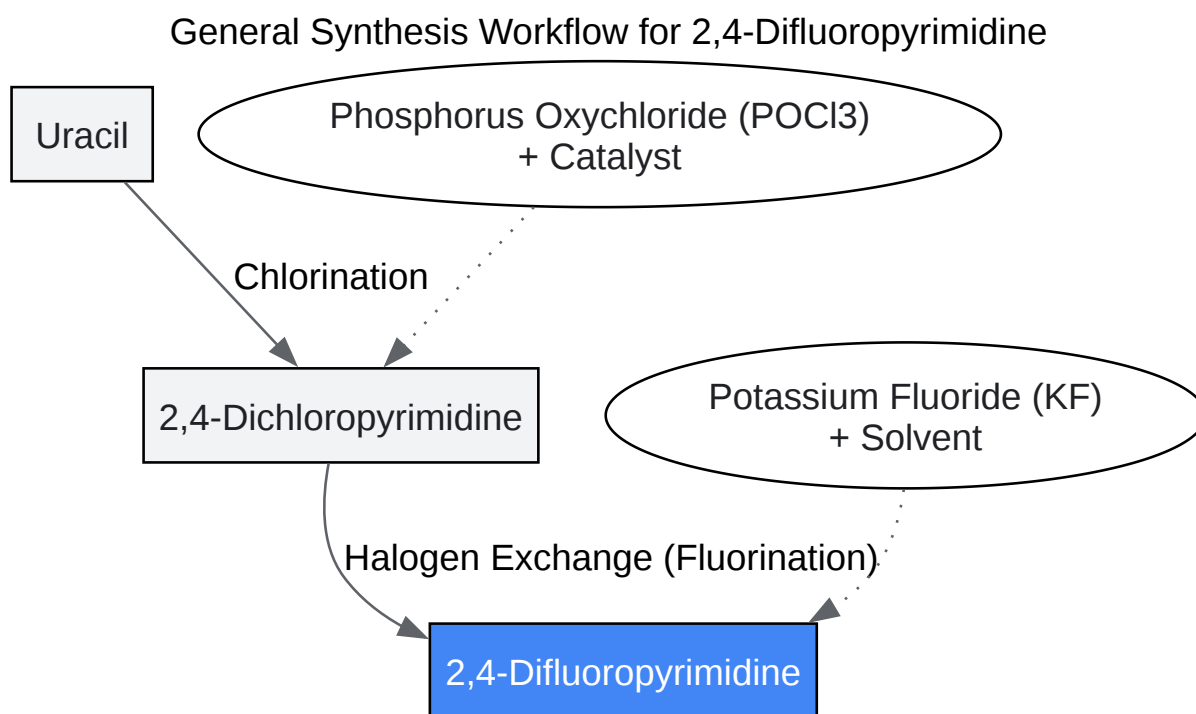 General Synthesis Workflow for 2,4-Difluoropyrimidine
Uracil
Phosphorus Oxychloride (POCl3)
+ Catalyst
Chlorination
2,4-Dichloropyrimidine
Potassium Fluoride (KF)
+ Solvent
Halogen Exchange (Fluorination)
2,4-Difluoropyrimidine